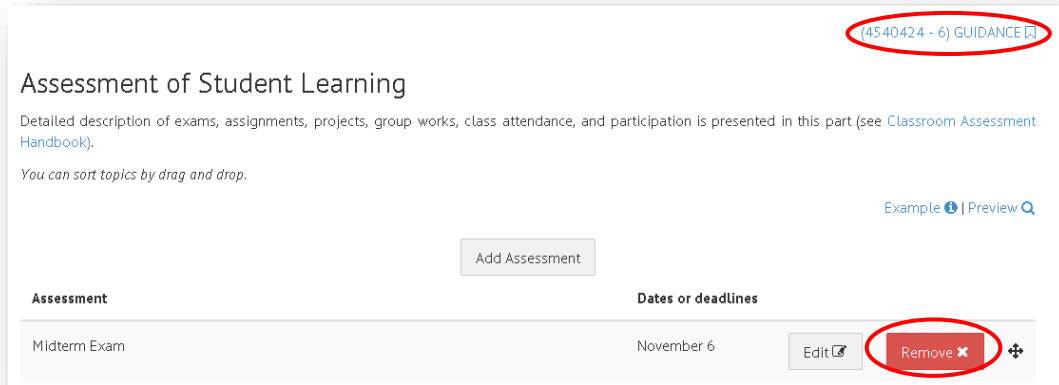 (4540424 - 6) GUIDANCE
Assessment of Student Learning
Detailed description of exams, assignments, projects, group works, class attendance, and participation is presented in this part (see Classroom Assessment
Handbook).
You can sort topics by drag and drop.
Example | Preview
Add Assessment
Assessment Dates or deadlines
Midterm Exam November 6 Edit Remove